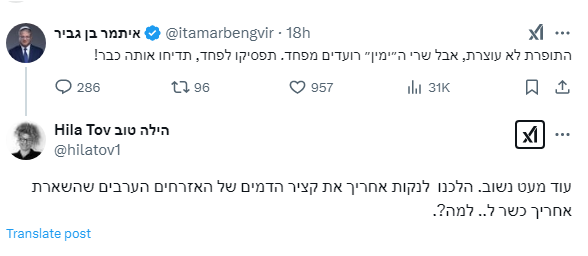 איתמר בן גביר @itamarbengvir · 18h
התופרת לא עוצרת, אבל שרי ה״ימין״ רועדים מפחד. תפסיקו לפחד, תדיחו אותה כבר!
286 96 957 31K
Hila Tov הילה טוב
@hilatov1
עוד מעט נשוב. הלכנו לנקות אחריך את קציר הדמים של האזרחים הערבים שהשארת
אחריך כשר ל.. למה?.
Translate post